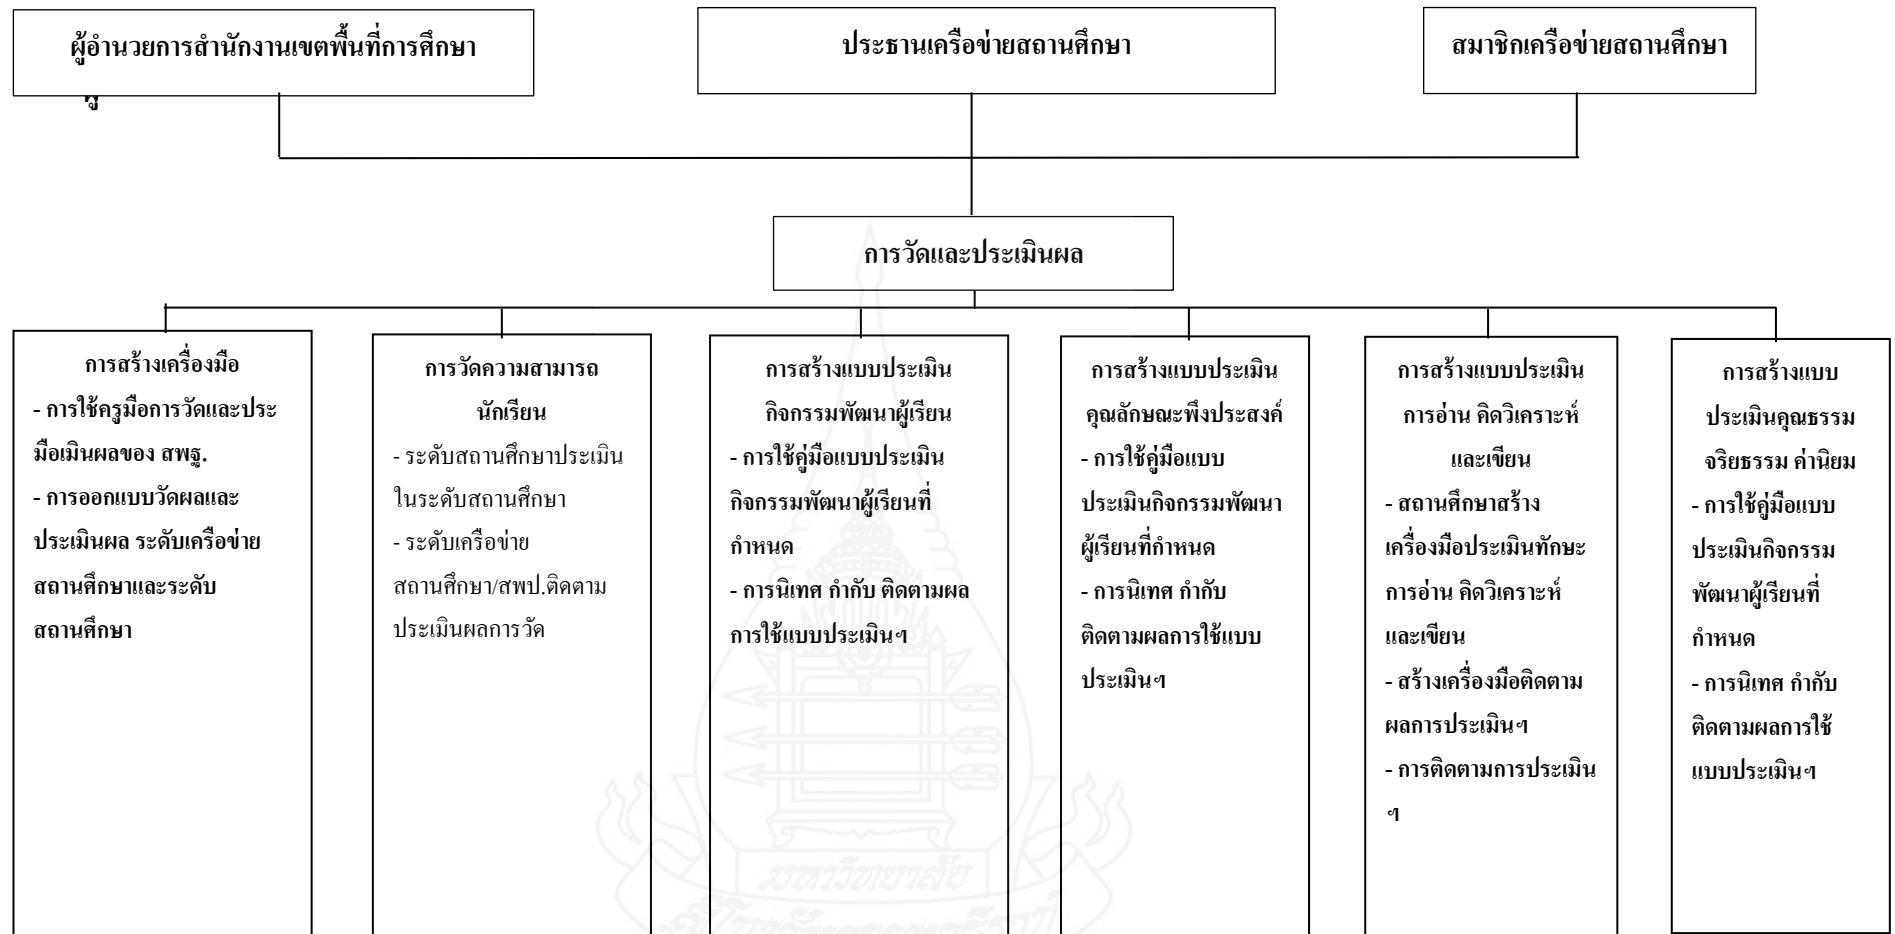 ผู้อำนวยการสำนักงานเขตพื้นที่การศึกษา
ผู้
ประธานเครือข่ายสถานศึกษา
สมาชิกเครือข่ายสถานศึกษา
การวัดและประเมินผล
การสร้างเครื่องมือ
- การใช้ครูมือการวัดและประ
มือเมินผลของ สพฐ.
- การออกแบบวัดผลและ
ประเมินผล ระดับเครือข่าย
สถานศึกษาและระดับ
สถานศึกษา
การวัดความสามารถ
นักเรียน
- ระดับสถานศึกษาประเมิน
ในระดับสถานศึกษา
- ระดับเครือข่าย
สถานศึกษา/สพป.ติดตาม
ประเมินผลการวัด
การสร้างแบบประเมิน
กิจกรรมพัฒนาผู้เรียน
- การใช้คู่มือแบบประเมิน
กิจกรรมพัฒนาผู้เรียนที่
กำหนด
- การนิเทศ กำกับ ติดตามผล
การใช้แบบประเมินฯ
การสร้างแบบประเมิน
คุณลักษณะพึงประสงค์
- การใช้คู่มือแบบ
ประเมินกิจกรรมพัฒนา
ผู้เรียนที่กำหนด
- การนิเทศ กำกับ
ติดตามผลการใช้แบบ
ประเมินฯ
การสร้างแบบประเมิน
การอ่าน คิดวิเคราะห์
และเขียน
- สถานศึกษาสร้าง
เครื่องมือประเมินทักษะ
การอ่าน คิดวิเคราะห์
และเขียน
- สร้างเครื่องมือติดตาม
ผลการประเมินฯ
- การติดตามการประเมิน
ฯ
การสร้างแบบ
ประเมินคุณธรรม
จริยธรรม ค่านิยม
- การใช้คู่มือแบบ
ประเมินกิจกรรม
พัฒนาผู้เรียนที่
กำหนด
- การนิเทศ กำกับ
ติดตามผลการใช้
แบบประเมินฯ
มหาวิทยาลัย